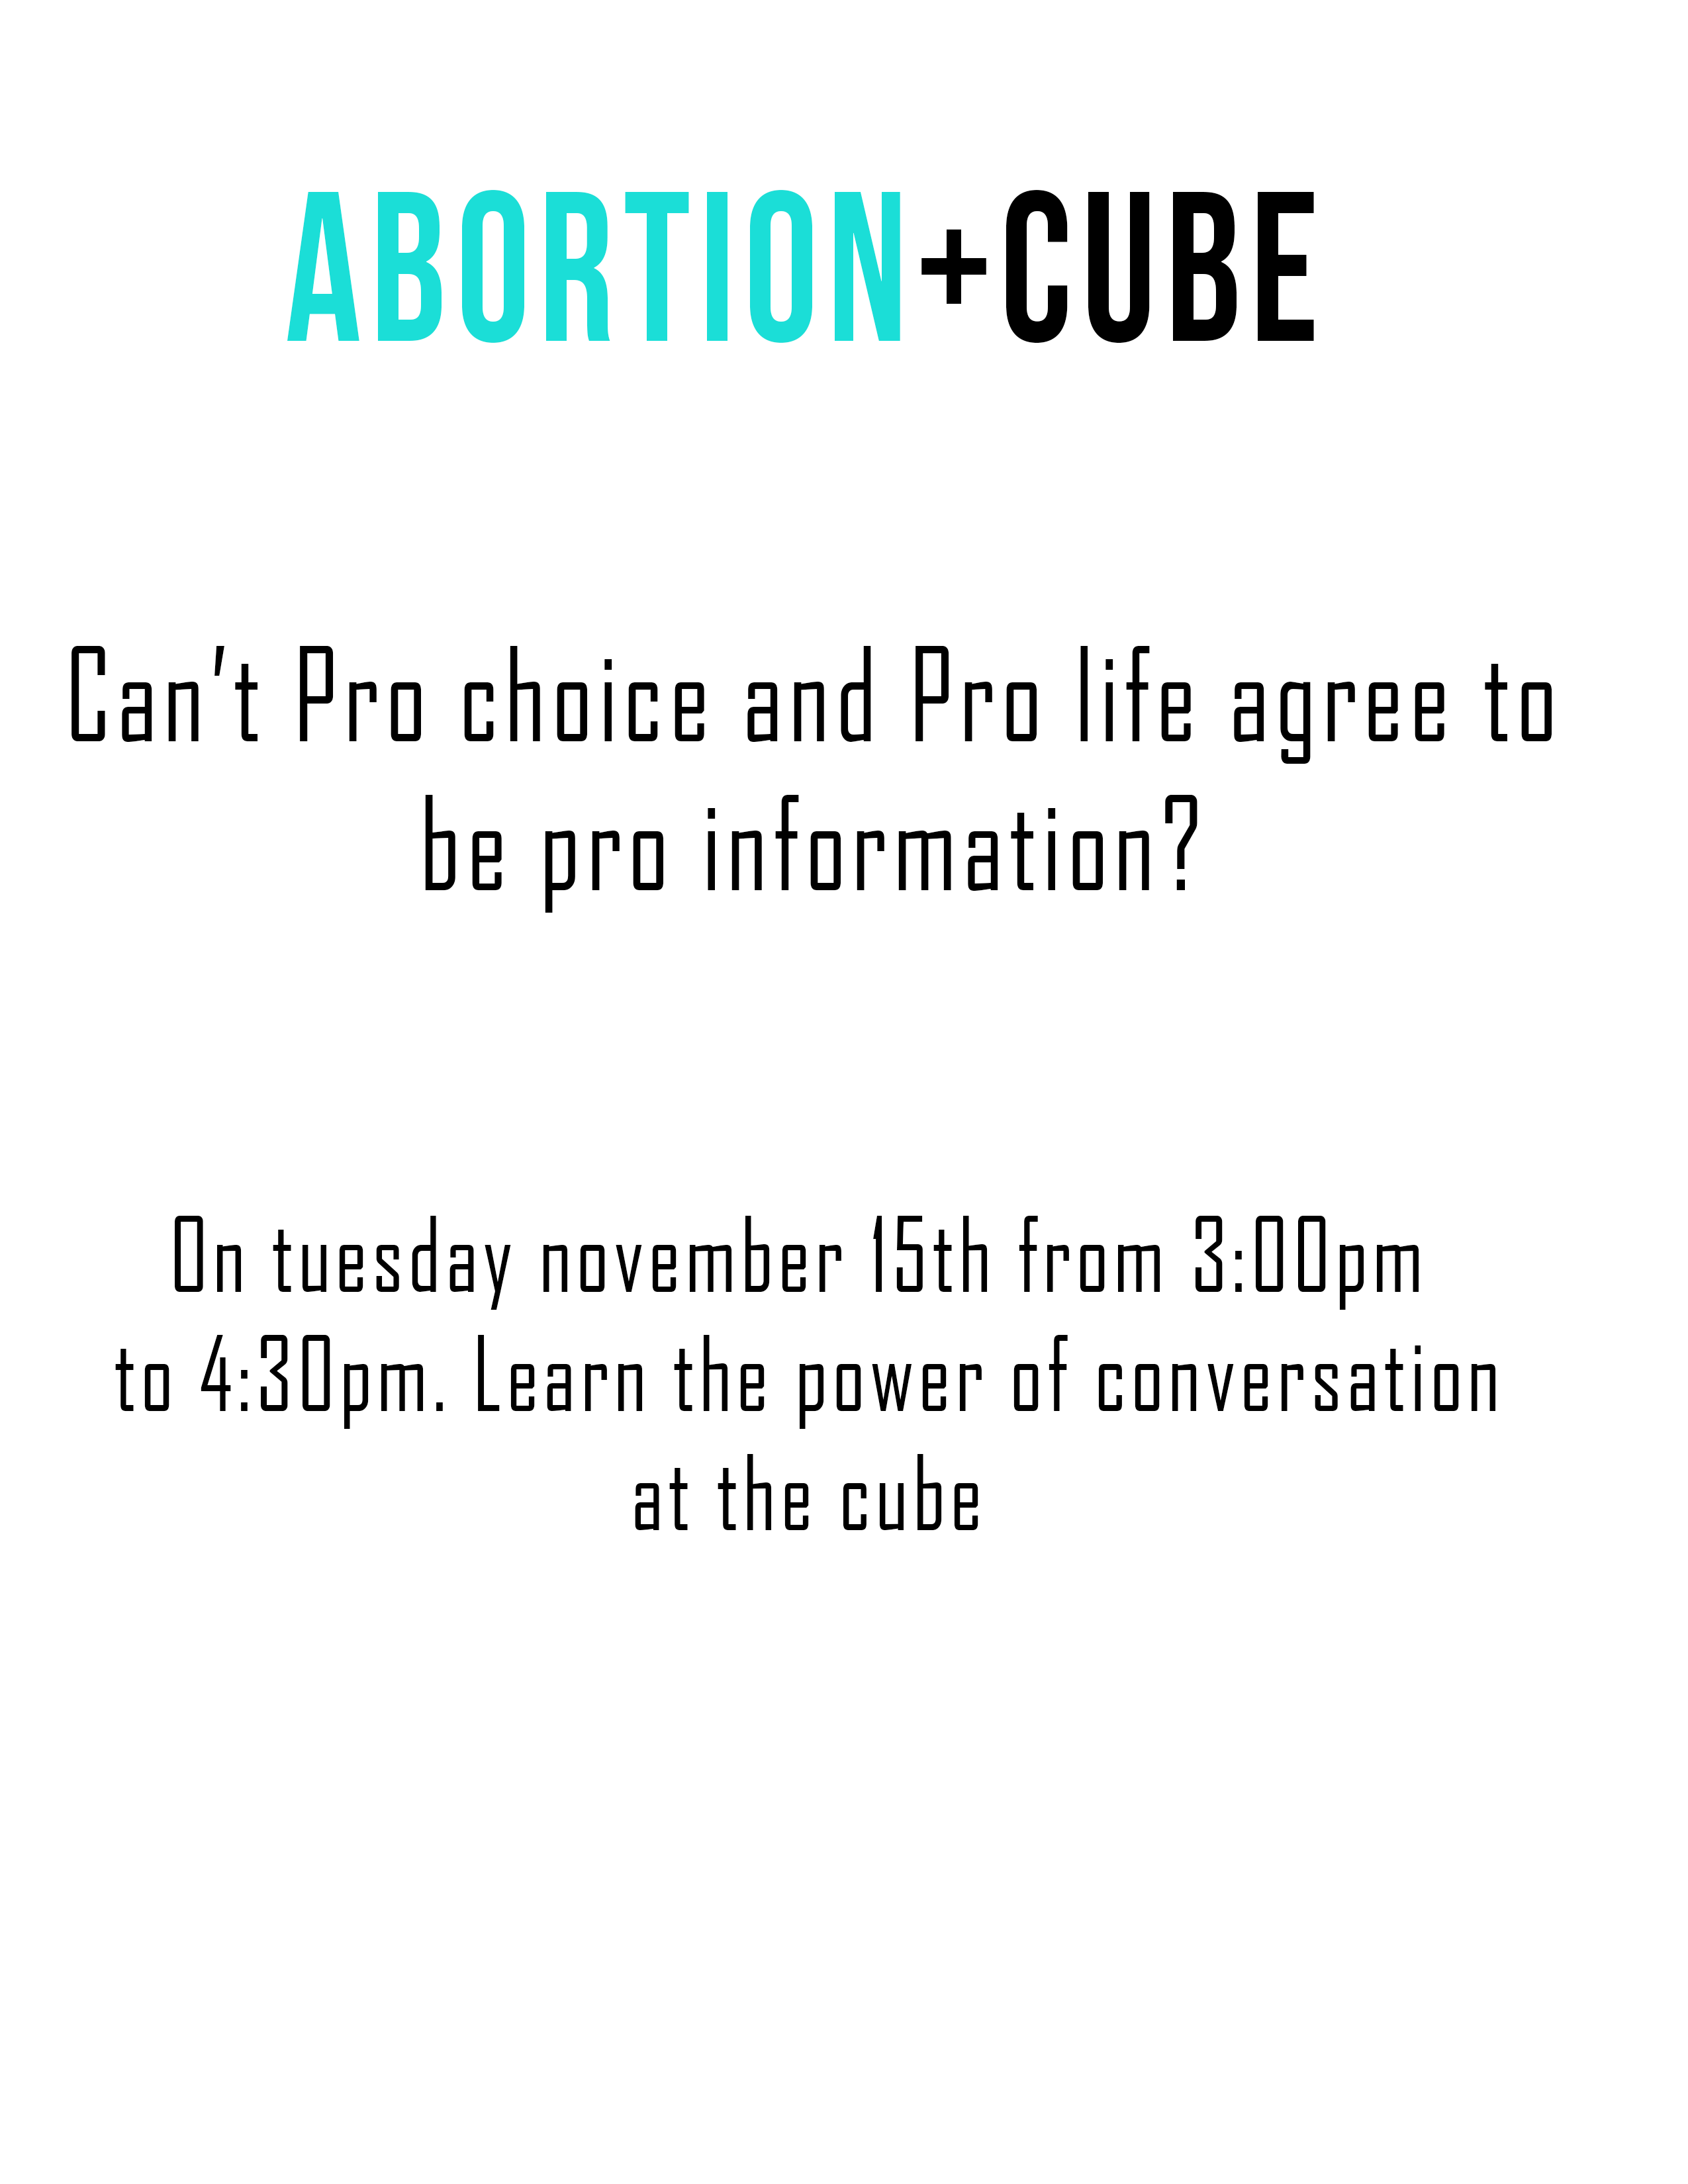 ABORTION+CUBE
Can't Pro choice and Pro life agree to
be pro information?
On tuesday november 15th from 3:00pm
to 4:30pm. Learn the power of conversation
at the cube